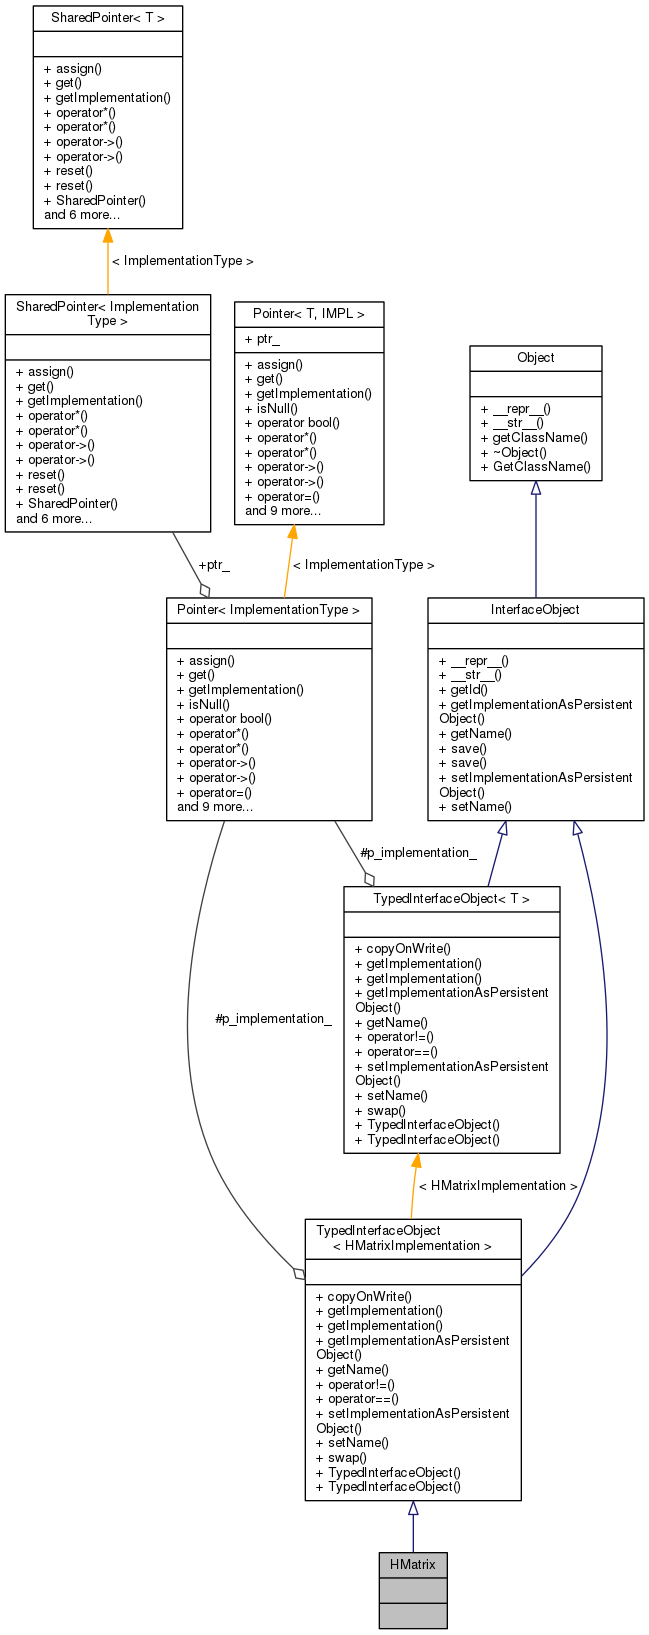 SharedPointer< T >
+ assign()
+ get()
+ getImplementation()
+ operator*()
+ operator*()
+ operator->()
+ operator->()
+ reset()
+ reset()
+ SharedPointer()
and 6 more...
< ImplementationType >
SharedPointer< Implementation
Type >
+ assign()
+ get()
+ getImplementation()
+ operator*()
+ operator*()
+ operator->()
+ operator->()
+ reset()
+ reset()
+ SharedPointer()
and 6 more...
Pointer< T, IMPL >
+ ptr_
+ assign()
+ get()
+ getImplementation()
+ isNull()
+ operator bool()
+ operator*()
+ operator*()
+ operator->()
+ operator->()
+ operator=()
and 9 more...
Object
+ __repr__()
+ __str__()
+ getClassName()
+ ~Object()
+ GetClassName()
+ptr_
< ImplementationType >
Pointer< ImplementationType >
+ assign()
+ get()
+ getImplementation()
+ isNull()
+ operator bool()
+ operator*()
+ operator*()
+ operator->()
+ operator->()
+ operator=()
and 9 more...
InterfaceObject
+ __repr__()
+ __str__()
+ getId()
+ getImplementationAsPersistent
Object()
+ getName()
+ save()
+ save()
+ setImplementationAsPersistent
Object()
+ setName()
#p_implementation_
TypedInterfaceObject< T >
+ copyOnWrite()
+ getImplementation()
+ getImplementation()
+ getImplementationAsPersistent
Object()
+ getName()
+ operator!=()
+ operator==()
+ setImplementationAsPersistent
Object()
+ setName()
+ swap()
+ TypedInterfaceObject()
+ TypedInterfaceObject()
#p_implementation_
< HMatrixImplementation >
TypedInterfaceObject
< HMatrixImplementation >
+ copyOnWrite()
+ getImplementation()
+ getImplementation()
+ getImplementationAsPersistent
Object()
+ getName()
+ operator!=()
+ operator==()
+ setImplementationAsPersistent
Object()
+ setName()
+ swap()
+ TypedInterfaceObject()
+ TypedInterfaceObject()
HMatrix